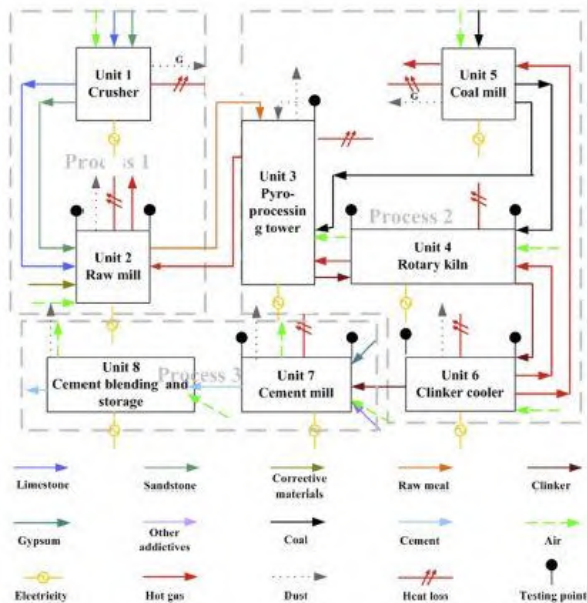 Unit 1
Crusher
G
Unit 5
Coal mill
G
Process 1
Unit 3
Pyro-
processin
g tower
Process 2
Unit 2
Raw mill
Unit 4
Rotary kiln
Unit 8
Cement blending and
storage
Process 3
Unit 7
Cement mill
Unit 6
Clinker cooler
Limestone
Sandstone
Corrective
materials
Raw meal
Clinker
Gypsum
Other
addictives
Coal
Cement
Air
Electricity
Hot gas
Dust
Heat loss
Testing point